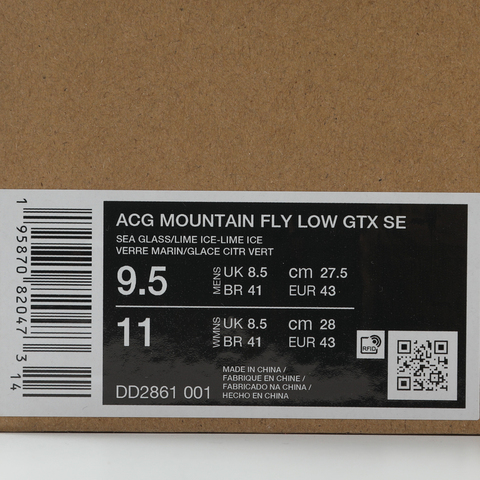 ACG MOUNTAIN FLY LOW GTX SE
SEA GLASS/LIME ICE-LIME ICE
VERRE MARIN/GLACE CITR VERT
9.5 MENS UK 8.5 cm 27.5
BR 41 EUR 43
11 WMNS UK 8.5 cm 28
BR 41 EUR 43
RFID
MADE IN CHINA /
FABRIQUE EN CHINE /
FABRICADO NA CHINA /
HECHO EN CHINA
DD2861 001
1 95870 82047 3 14